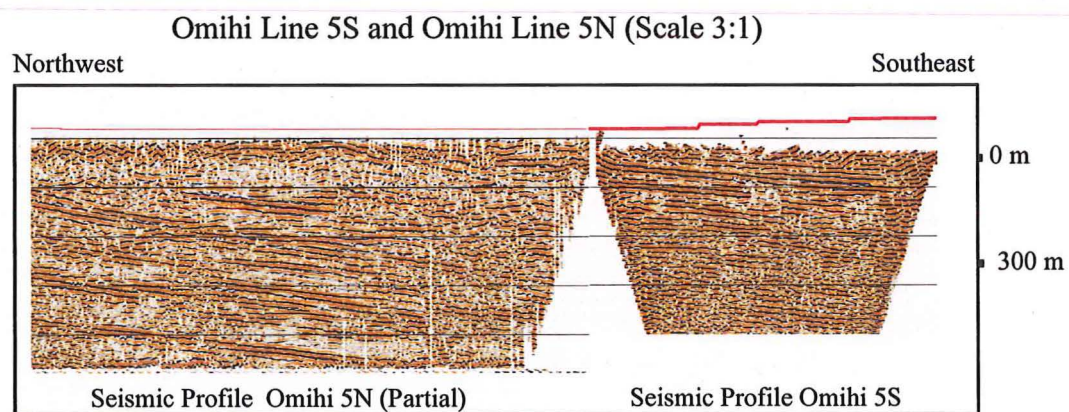 Omihi Line 5S and Omihi Line 5N (Scale 3:1)
Northwest Southeast
0 m
300 m
Seismic Profile Omihi 5N (Partial) Seismic Profile Omihi 5S